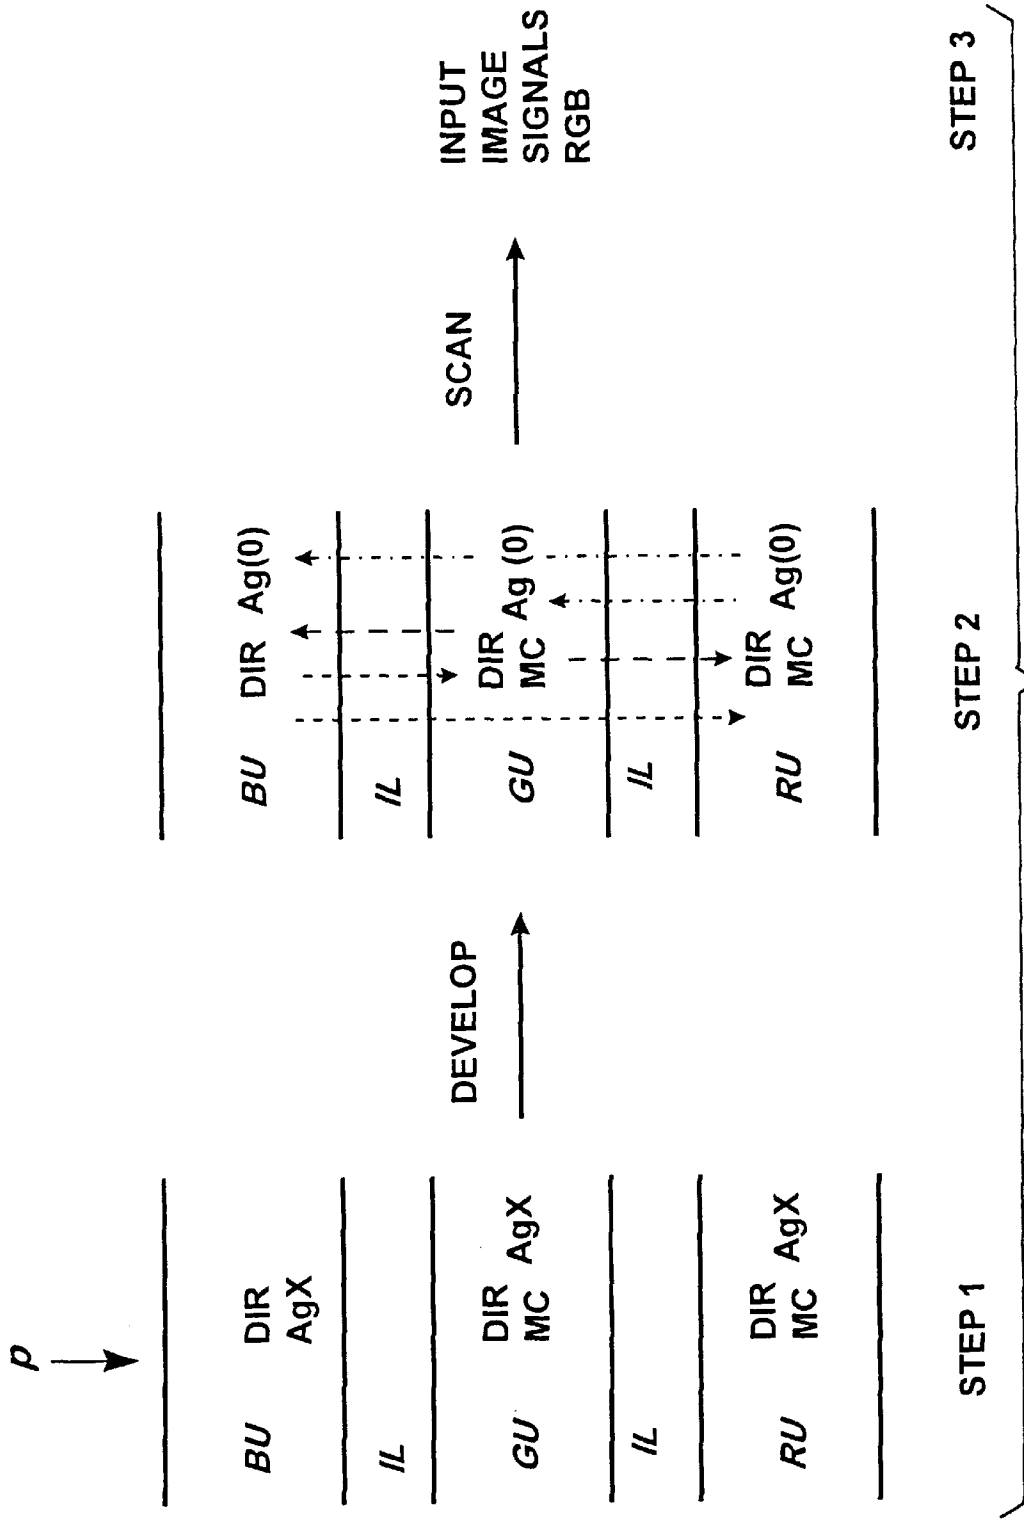 p
BU
DIR
AgX
IL
GU
DIR
MC AgX
IL
RU
DIR
MC AgX
STEP 1
DEVELOP
BU DIR Ag(0)
IL
GU
DIR
MC Ag (0)
IL
RU
DIR
MC Ag(0)
STEP 2
SCAN
INPUT
IMAGE
SIGNALS
RGB
STEP 3